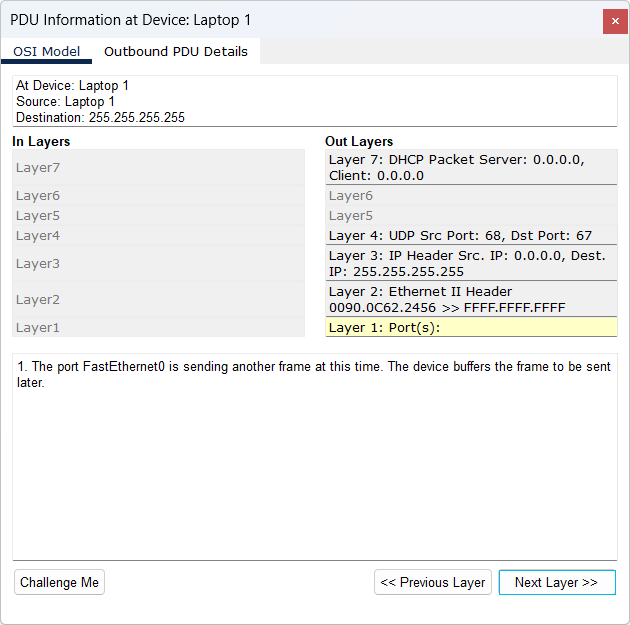 PDU Information at Device: Laptop 1
×
OSI Model
Outbound PDU Details
At Device: Laptop 1
Source: Laptop 1
Destination: 255.255.255.255
In Layers
Layer7
Layer6
Layer5
Layer4
Layer3
Layer2
Layer1
Out Layers
Layer 7: DHCP Packet Server: 0.0.0.0,
Client: 0.0.0.0
Layer6
Layer5
Layer 4: UDP Src Port: 68, Dst Port: 67
Layer 3: IP Header Src. IP: 0.0.0.0, Dest.
IP: 255.255.255.255
Layer 2: Ethernet II Header
0090.0C62.2456 >> FFFF.FFFF.FFFF
Layer 1: Port(s):
1. The port FastEthernet0 is sending another frame at this time. The device buffers the frame to be sent
later.
Challenge Me
<< Previous Layer
Next Layer >>